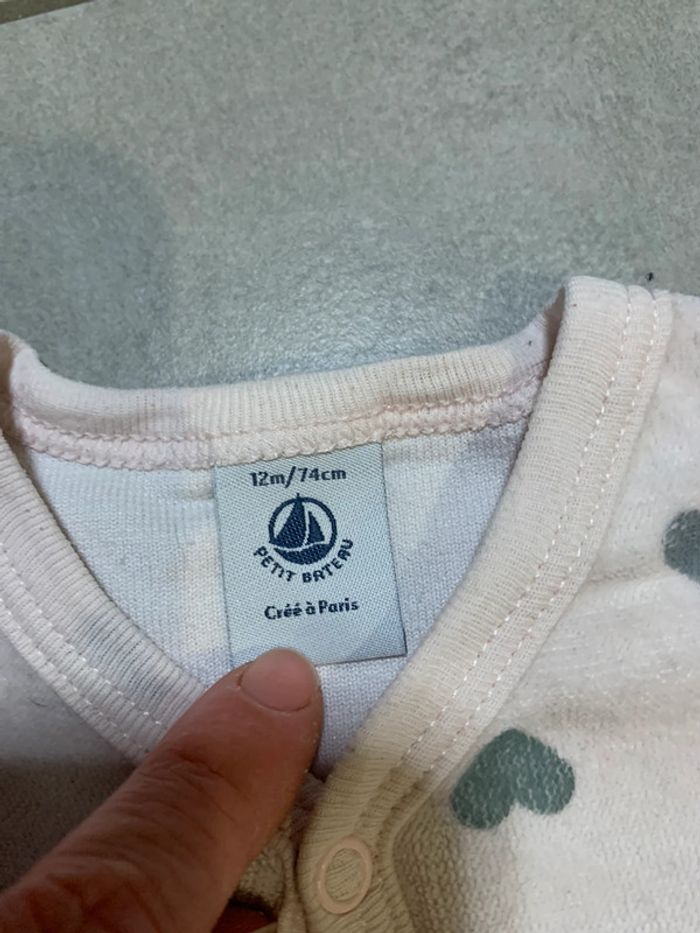 12m/74cm
PETIT BATEAU
Créé à Paris